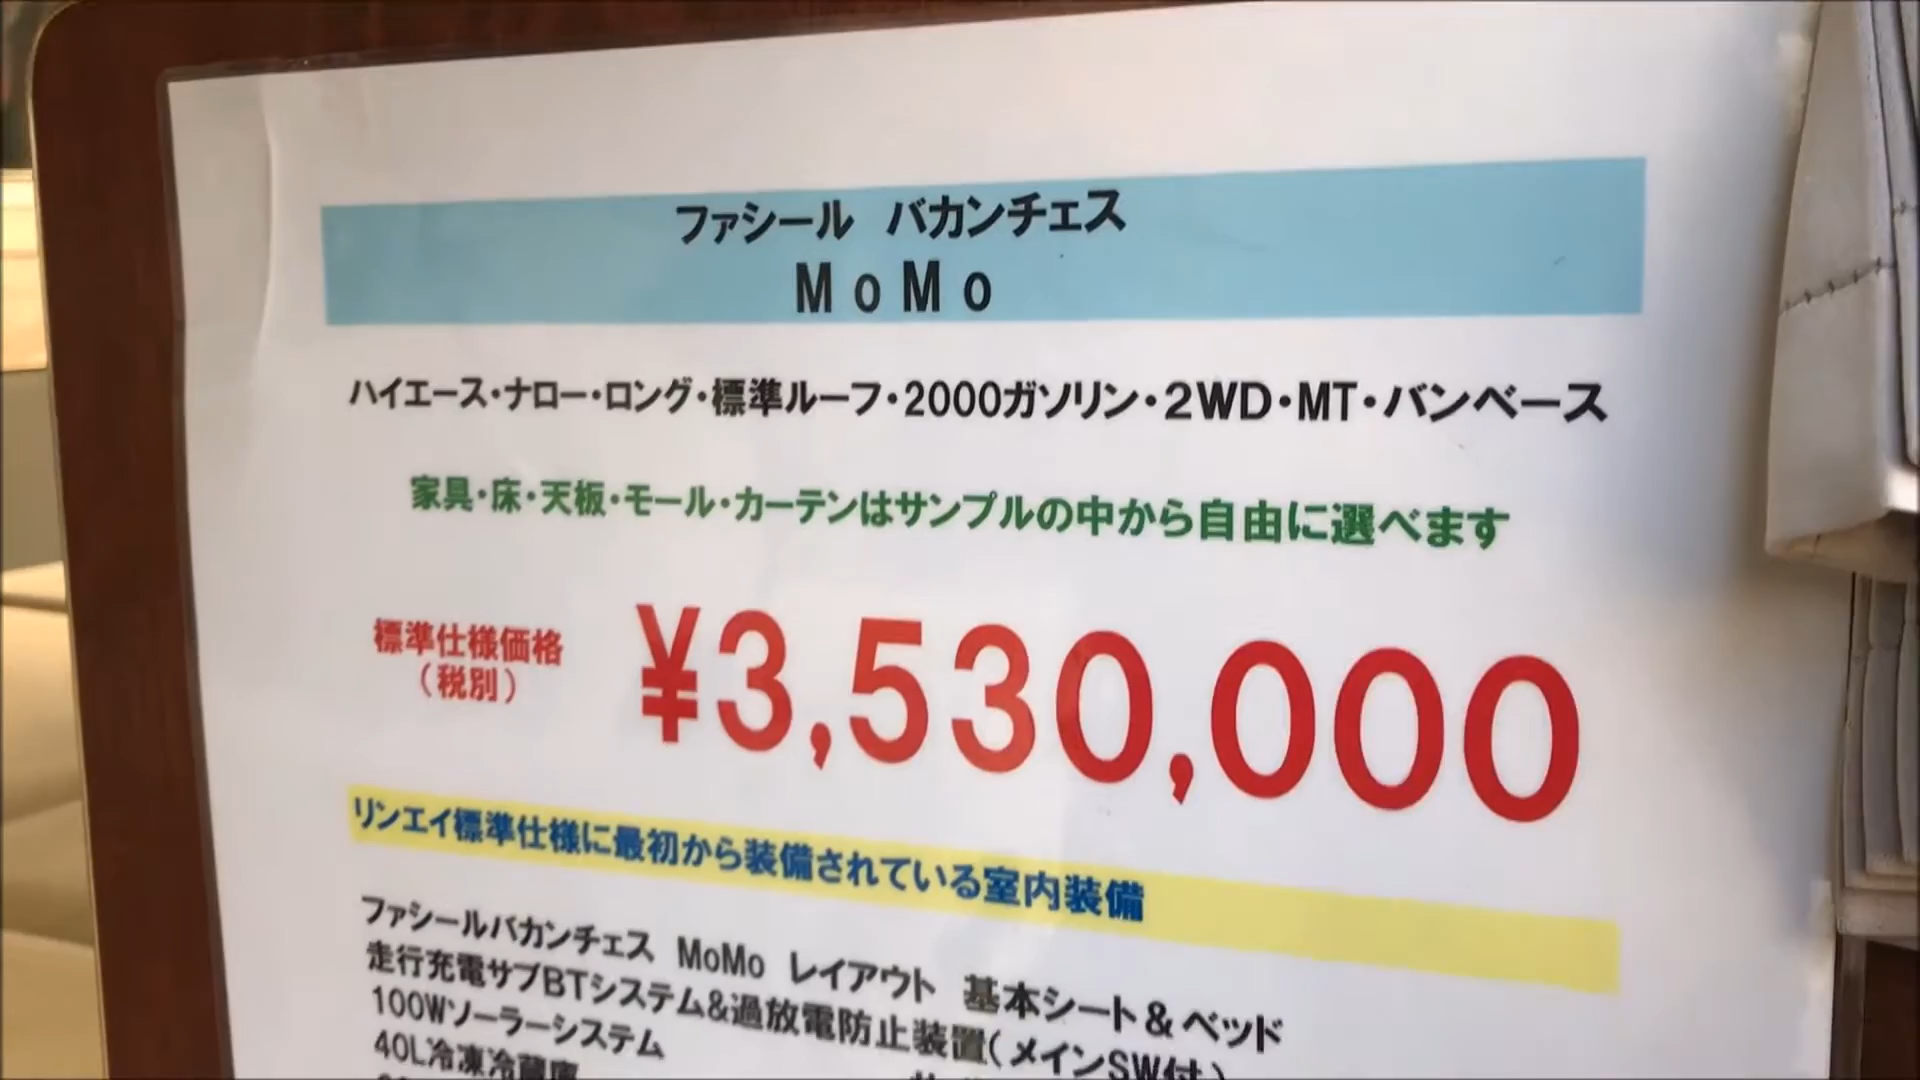 ファシール バカンチェス
MoMo
ハイエース・ナロー・ロング・標準ルーフ・2000ガソリン・2WD・MT・バンベース
家具・床・天板・モール・カーテンはサンプルの中から自由に選べます
標準仕様価格
（税別）
¥3,530,000
リンエイ標準仕様に最初から装備されている室内装備
ファシールバカンチェス MoMo レイアウト 基本シート&ベッド
走行充電サブBTシステム&過放電防止装置(メインSW付)
100Wソーラーシステム
40L冷凍冷蔵庫